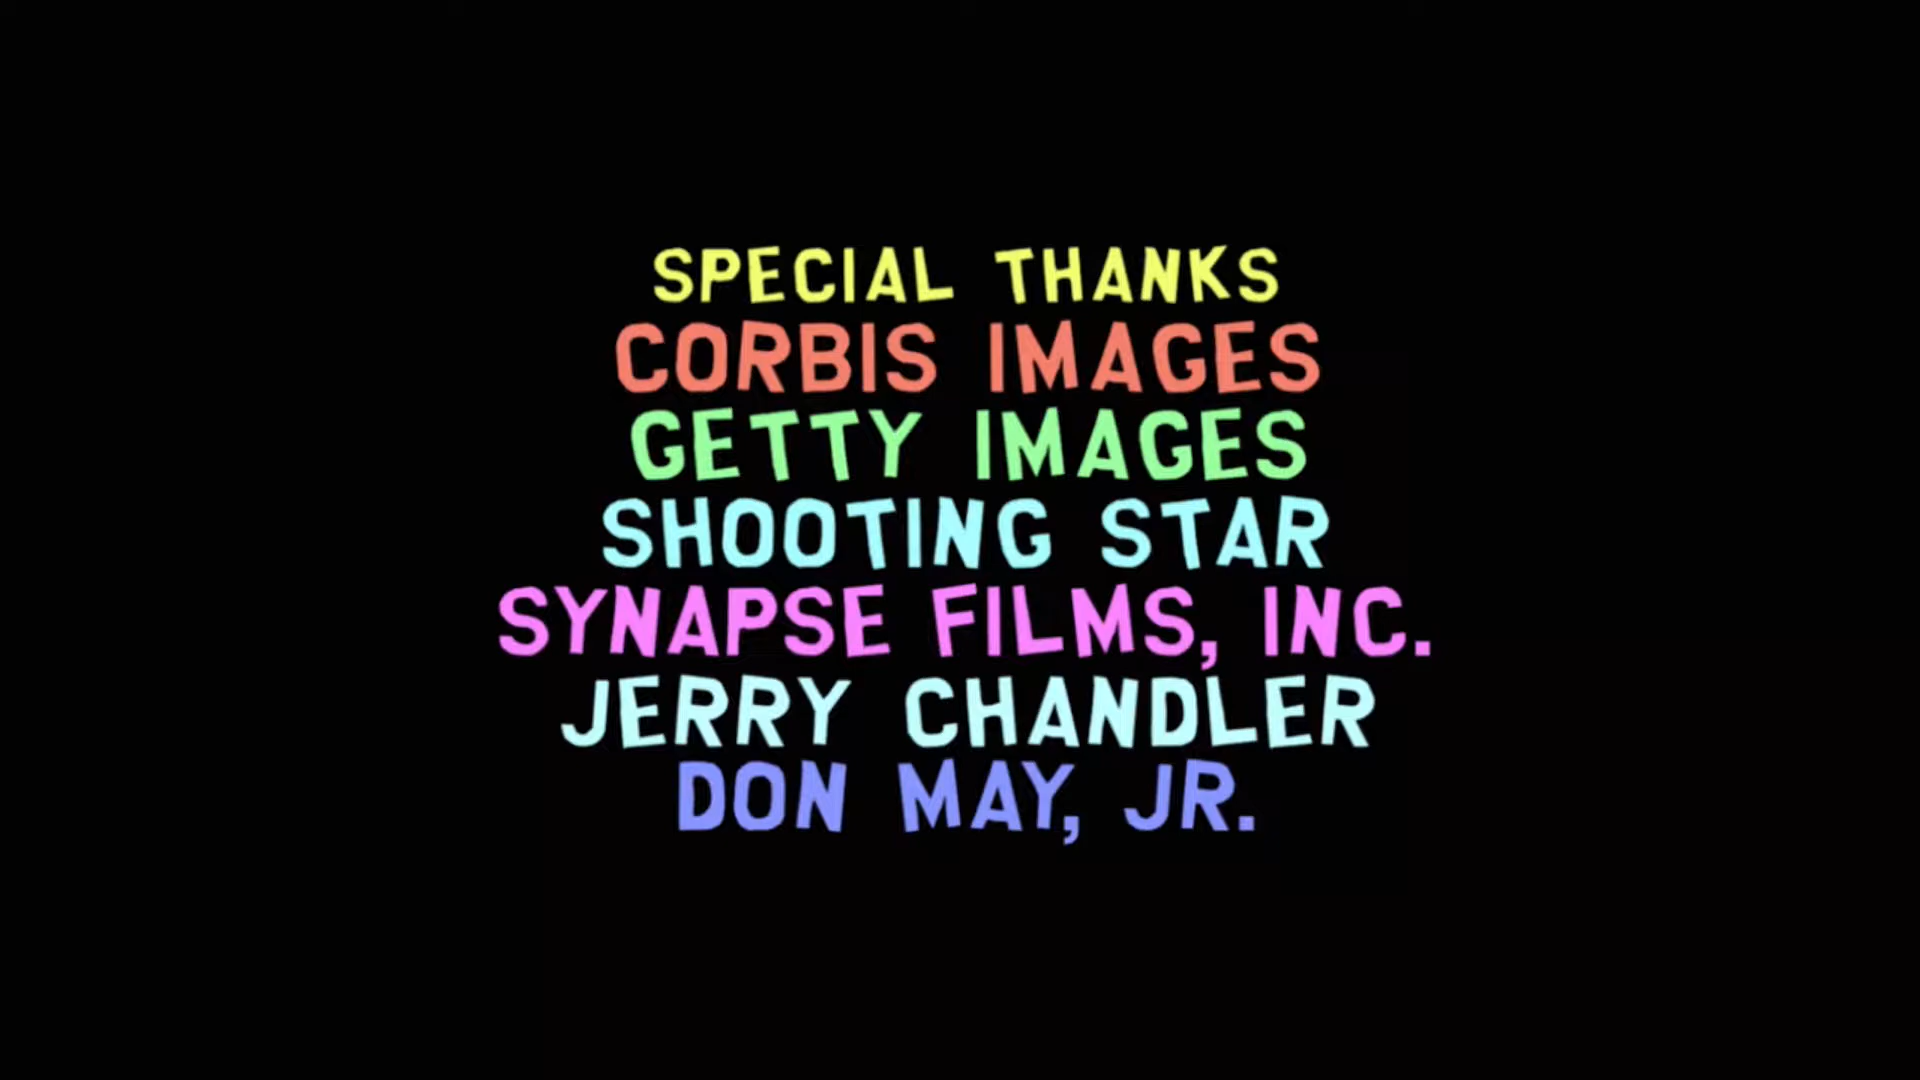 SPECIAL THANKS
CORBIS IMAGES
GETTY IMAGES
SHOOTING STAR
SYNAPSE FILMS, INC.
JERRY CHANDLER
DON MAY, JR.